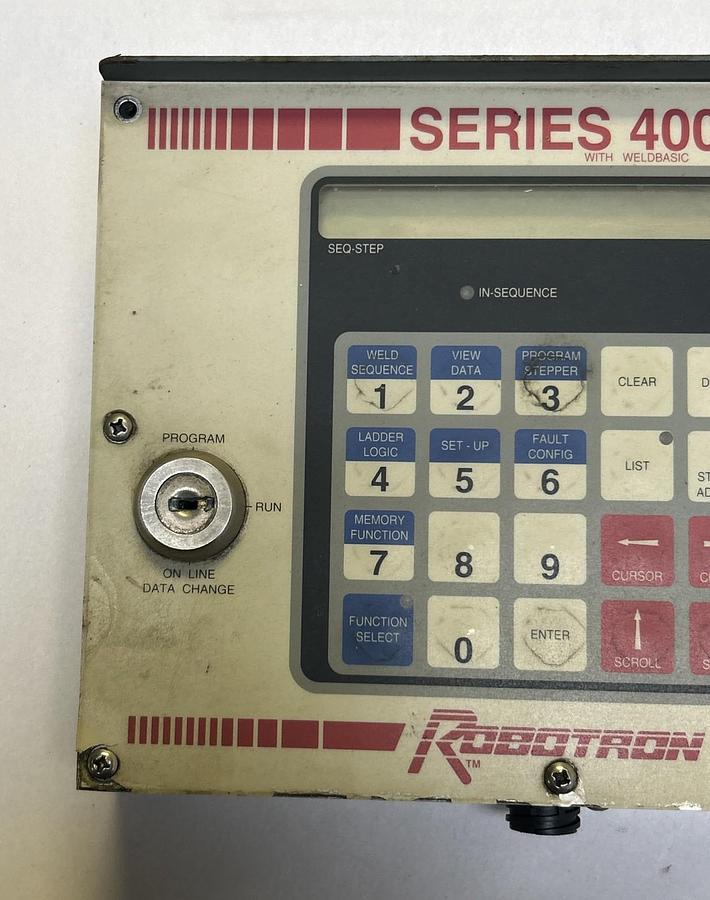 SERIES 400
WITH WELDBASIC
SEQ-STEP
IN-SEQUENCE
WELD
SEQUENCE
1
VIEW
DATA
2
PROGRAM
STEPPER
3
CLEAR
LADDER
LOGIC
4
SET - UP
5
FAULT
CONFIG
6
LIST
PROGRAM
RUN
ON LINE
DATA CHANGE
MEMORY
FUNCTION
7
8
9
CURSOR
FUNCTION
SELECT
0
ENTER
SCROLL
ROBOTRON
TM